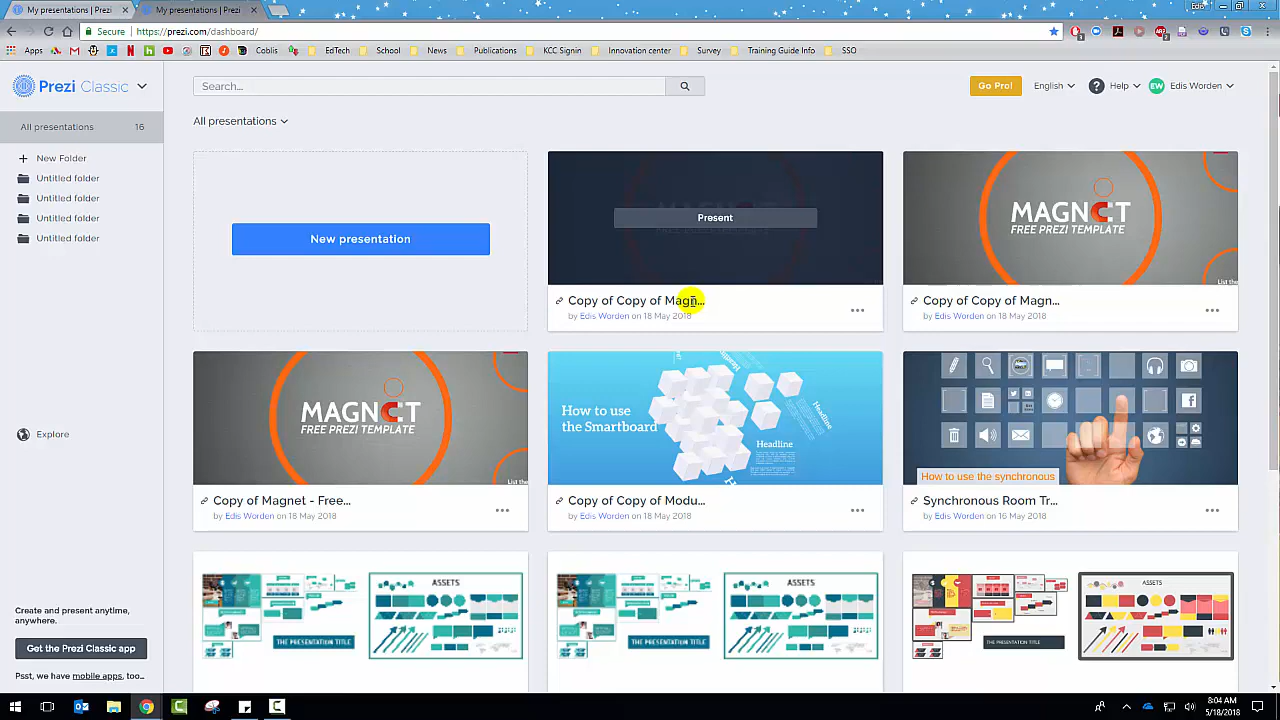 My presentations | Prezi
My presentations | Prezi
Edis
Secure https://prezi.com/dashboard/
Apps
Coblis
EdTech
School
News
Publications
KCC Signin
Innovation center
Survey
Training Guide Info
SSO
Prezi Classic
Search...
Go Pro!
English
Help
EW
Edis Worden
All presentations 16
All presentations
New Folder
Untitled folder
Untitled folder
Untitled folder
Untitled folder
New presentation
Present
MAGNET
FREE PREZI TEMPLATE
List the
Copy of Copy of Magn...
by Edis Worden on 18 May 2018
Copy of Copy of Magn...
by Edis Worden on 18 May 2018
MAGNET
FREE PREZI TEMPLATE
List the
How to use
the Smartboard
Headline
Headline
Headline
How to use the synchronous
Copy of Magnet - Free...
by Edis Worden on 18 May 2018
Copy of Copy of Modu...
by Edis Worden on 18 May 2018
Synchronous Room Tr...
by Edis Worden on 16 May 2018
Explore
ASSETS
THE PRESENTATION TITLE
ASSETS
THE PRESENTATION TITLE
ASSETS
THE PRESENTATION TITLE
Create and present anytime,
anywhere.
Get the Prezi Classic app
Psst, we have mobile apps, too...
8:04 AM
5/18/2018